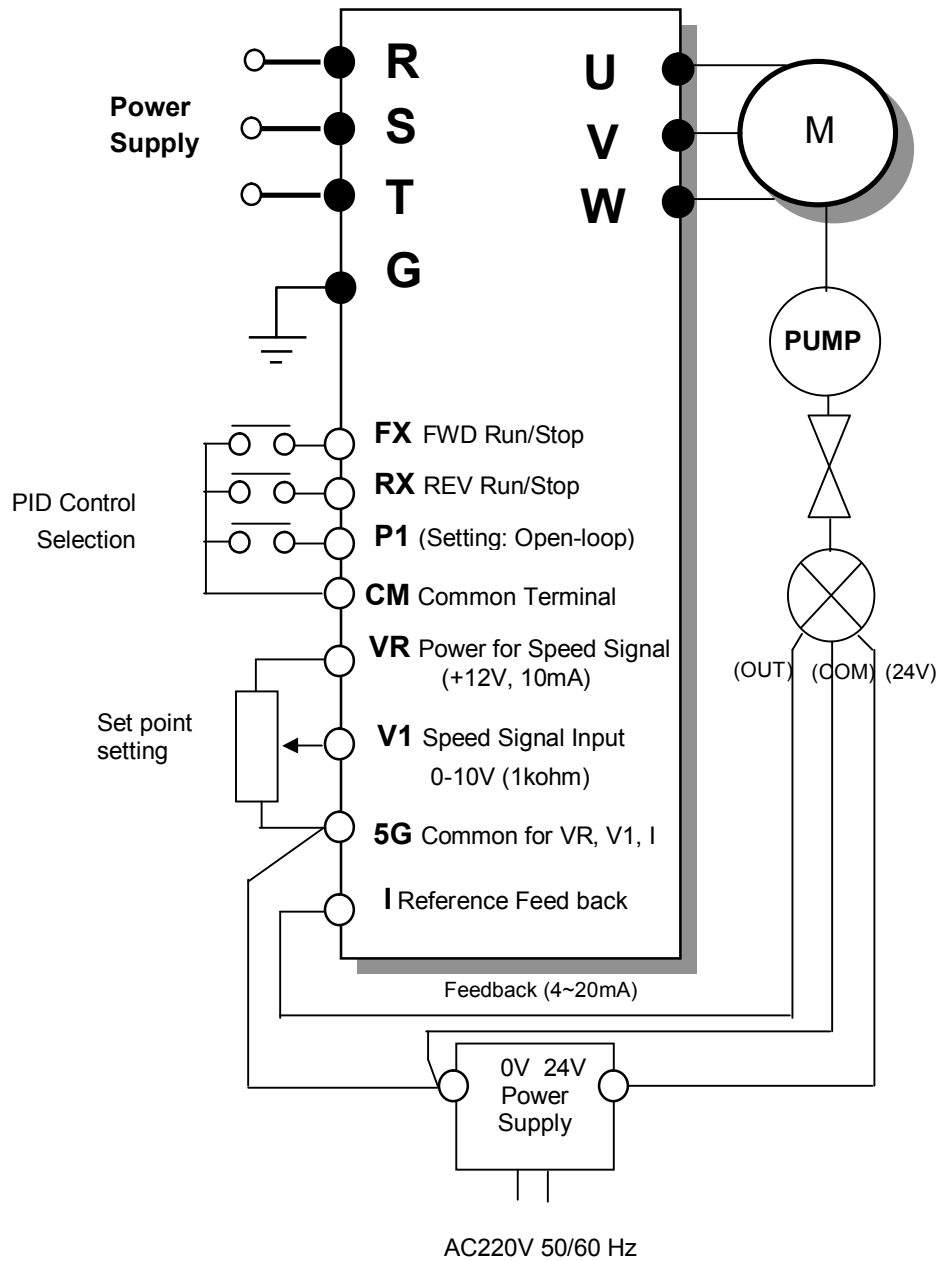 R
S
T
G
Power
Supply
U
V
W
M
PUMP
FX FWD Run/Stop
RX REV Run/Stop
P1 (Setting: Open-loop)
CM Common Terminal
PID Control
Selection
VR Power for Speed Signal
(+12V, 10mA)
Set point
setting
V1 Speed Signal Input
0-10V (1kohm)
5G Common for VR, V1, I
I Reference Feed back
(OUT) (COM) (24V)
Feedback (4~20mA)
0V 24V
Power
Supply
AC220V 50/60 Hz